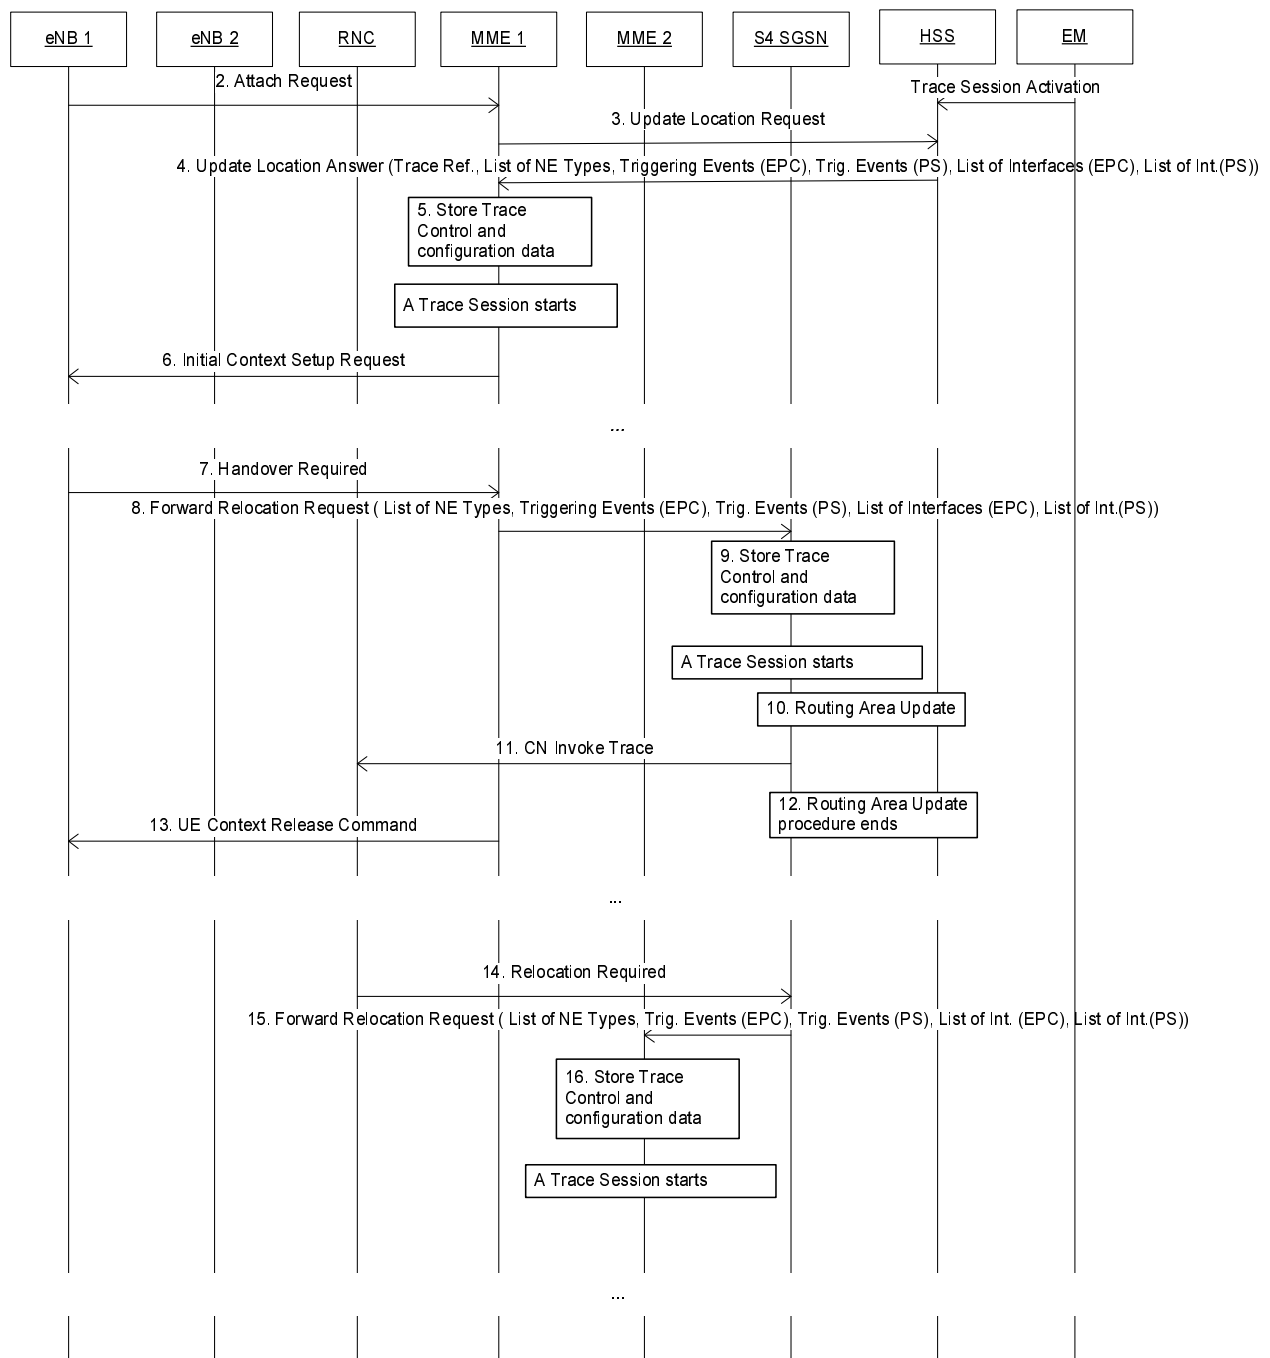 eNB 1
eNB 2
RNC
MME 1
MME 2
S4 SGSN
HSS
EM
2. Attach Request
Trace Session Activation
3. Update Location Request
4. Update Location Answer (Trace Ref., List of NE Types, Triggering Events (EPC), Trig. Events (PS), List of Interfaces (EPC), List of Int.(PS))
5. Store Trace
Control and
configuration data
A Trace Session starts
6. Initial Context Setup Request
...
7. Handover Required
8. Forward Relocation Request ( List of NE Types, Triggering Events (EPC), Trig. Events (PS), List of Interfaces (EPC), List of Int.(PS))
9. Store Trace
Control and
configuration data
A Trace Session starts
10. Routing Area Update
11. CN Invoke Trace
12. Routing Area Update
procedure ends
13. UE Context Release Command
...
14. Relocation Required
15. Forward Relocation Request ( List of NE Types, Trig. Events (EPC), Trig. Events (PS), List of Int. (EPC), List of Int.(PS))
16. Store Trace
Control and
configuration data
A Trace Session starts
...